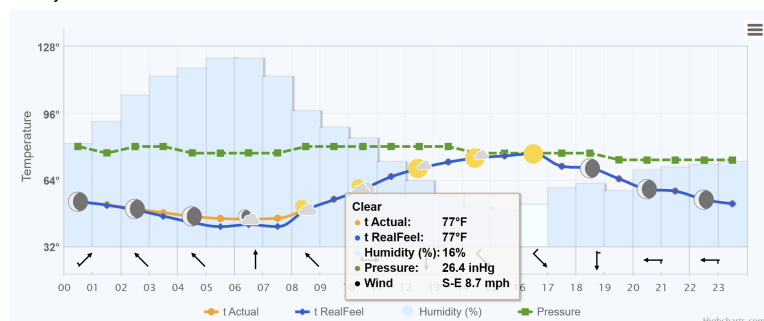 128°
96°
64°
32°
Temperature
Clear
t Actual: 77°F
t RealFeel: 77°F
Humidity (%): 16%
Pressure: 26.4 inHg
Wind S-E 8.7 mph
00 01 02 03 04 05 06 07 08 09 10 11 12 13 14 15 16 17 18 19 20 21 22 23
t Actual t RealFeel Humidity (%) Pressure
Highcharts.com